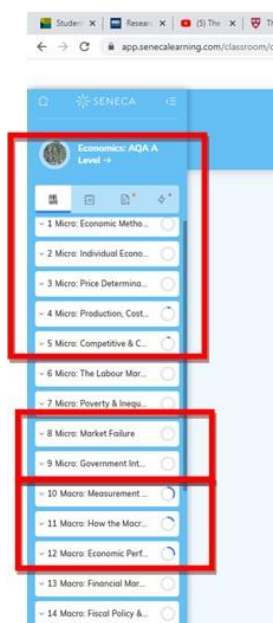 Studen
Resear
(5) The
Th
app.senecalearning.com/classroom/c
SENECA
Economics: AQA A
Level →
1 Micro: Economic Metho...
2 Micro: Individual Econo...
3 Micro: Price Determina...
4 Micro: Production, Cost...
5 Micro: Competitive & C...
6 Micro: The Labour Mar...
7 Micro: Poverty & Inequ...
8 Micro: Market Failure
9 Micro: Government Int...
10 Macro: Measurement ...
11 Macro: How the Macr...
12 Macro: Economic Perf...
13 Macro: Financial Mar...
14 Macro: Fiscal Policy &...